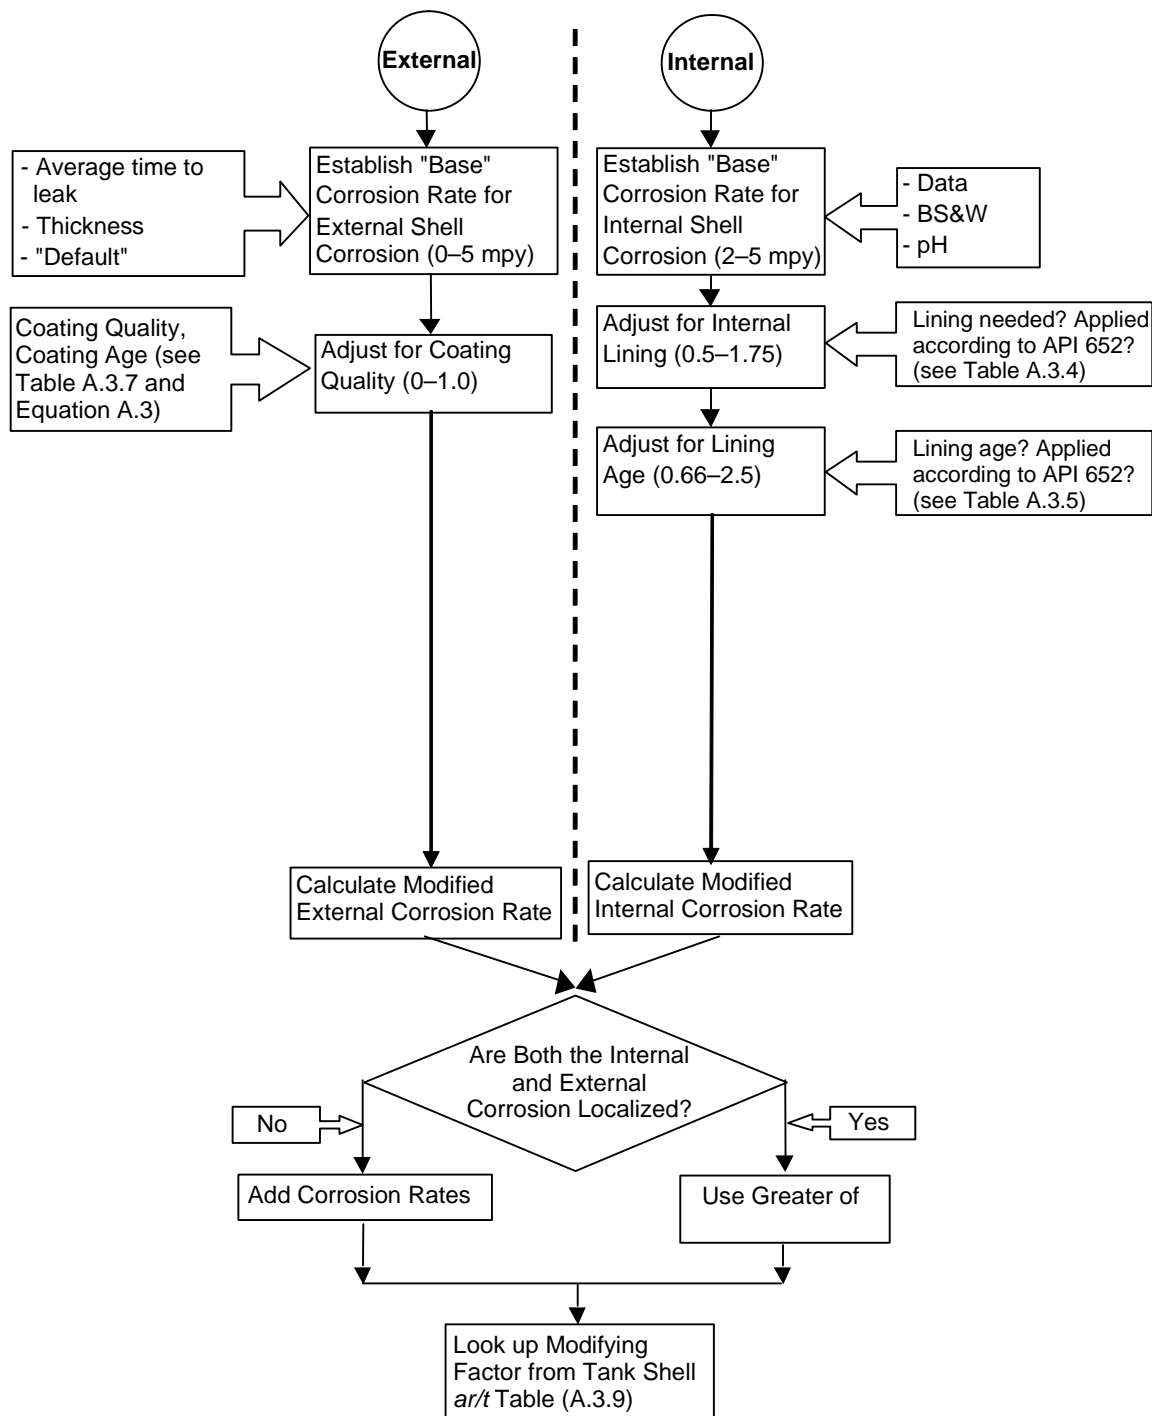 External
Internal
- Average time to
leak
- Thickness
- "Default"
Establish "Base"
Corrosion Rate for
External Shell
Corrosion (0–5 mpy)
Establish "Base"
Corrosion Rate for
Internal Shell
Corrosion (2–5 mpy)
- Data
- BS&W
- pH
Coating Quality,
Coating Age (see
Table A.3.7 and
Equation A.3)
Adjust for Coating
Quality (0–1.0)
Adjust for Internal
Lining (0.5–1.75)
Lining needed? Applied
according to API 652?
(see Table A.3.4)
Adjust for Lining
Age (0.66–2.5)
Lining age? Applied
according to API 652?
(see Table A.3.5)
Calculate Modified
External Corrosion Rate
Calculate Modified
Internal Corrosion Rate
Are Both the Internal
and External
Corrosion Localized?
No
Yes
Add Corrosion Rates
Use Greater of
Look up Modifying
Factor from Tank Shell
ar/t Table (A.3.9)